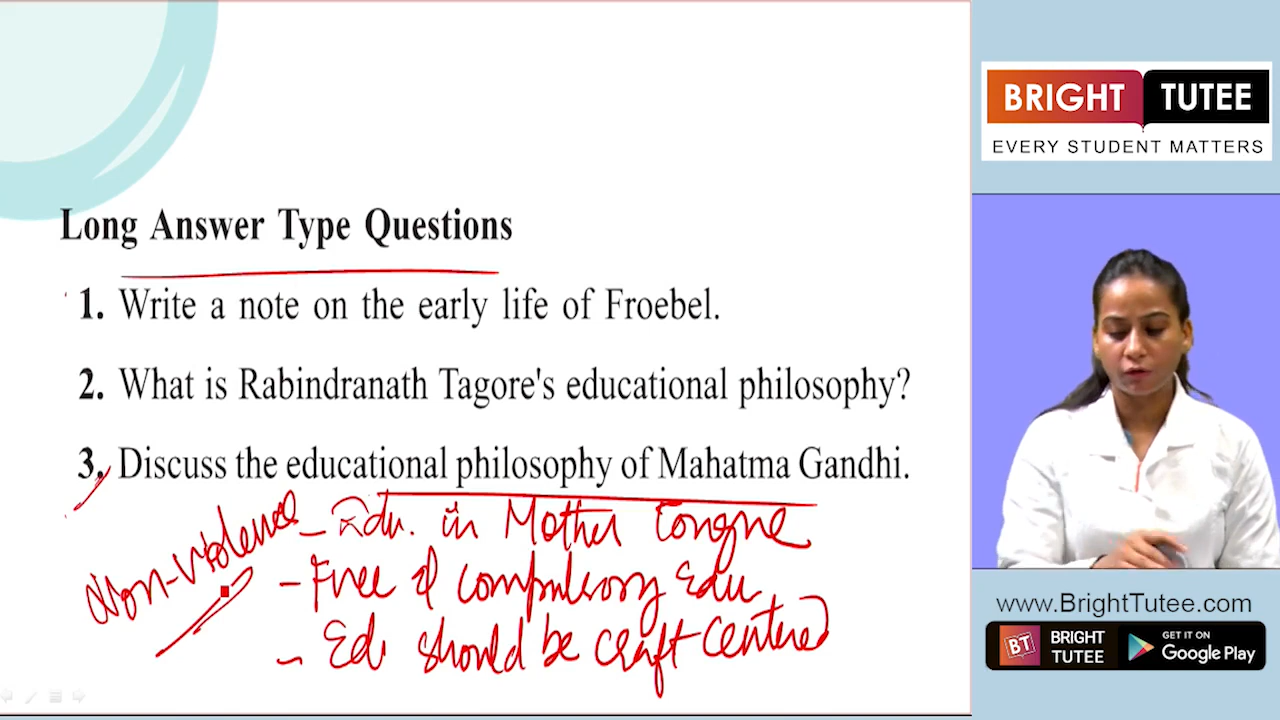 Long Answer Type Questions
1. Write a note on the early life of Froebel.
2. What is Rabindranath Tagore's educational philosophy?
3. Discuss the educational philosophy of Mahatma Gandhi.
Non-violence
- Edu. in Mother tongue
- Free & compulsory Edu
- Ed. should be craft centered
BRIGHT TUTEE
EVERY STUDENT MATTERS
www.BrightTutee.com
BT BRIGHT TUTEE
GET IT ON
Google Play